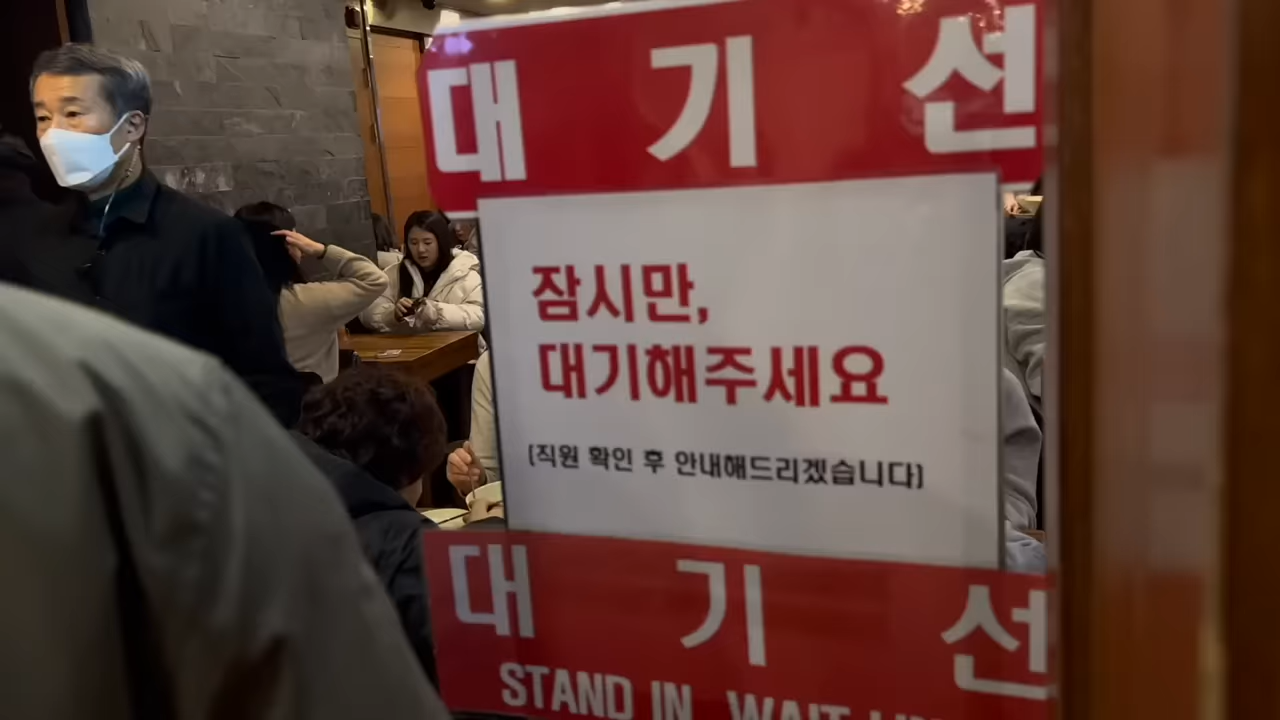 대 기 선
잠시만,
대기해주세요
(직원 확인 후 안내해드리겠습니다)
대 기 선
STAND IN WAIT